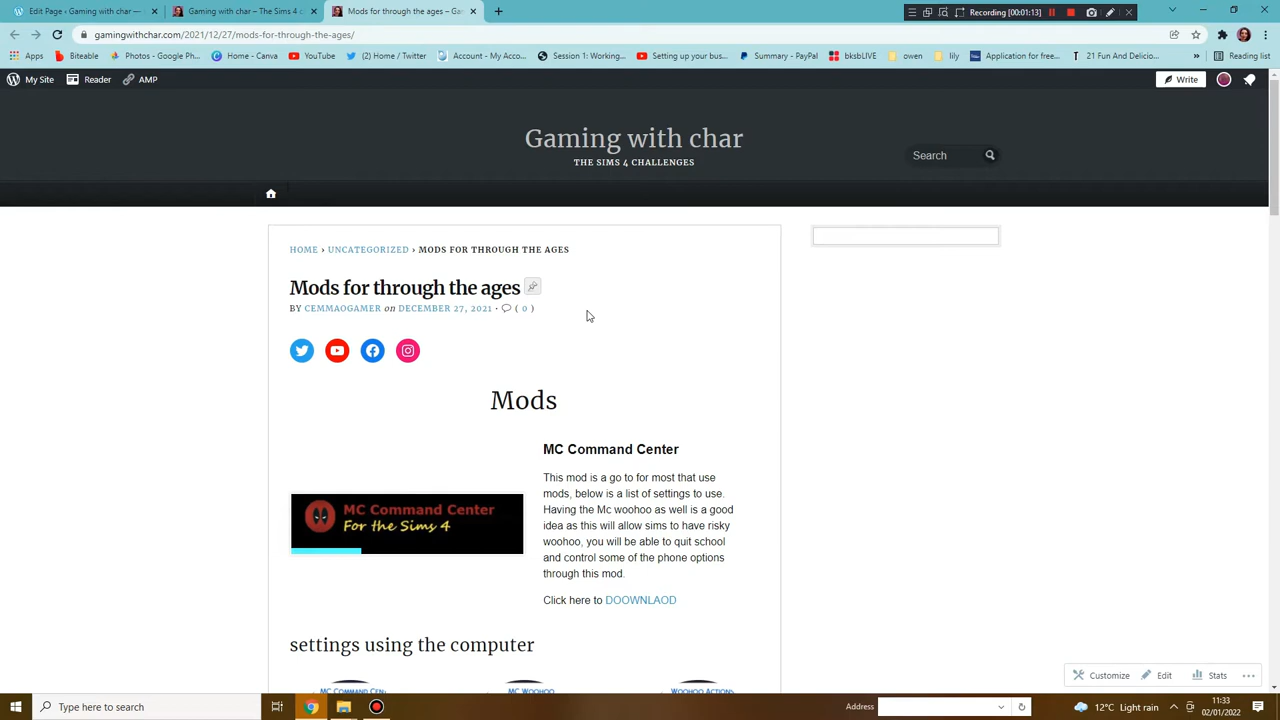 Edit Page ‹ gamingwithchar — 
Gaming with char – The Sims 4 c
Mods for through the ages – Ga
Recording [00:01:13]
gamingwithchar.com/2021/12/27/mods-for-through-the-ages/
Apps
Biteable
Photos - Google Ph...
Home - Canva
YouTube
(2) Home / Twitter
Account - My Acco...
Session 1: Working...
Setting up your bus...
Summary - PayPal
bksbLIVE
owen
lily
Application for free...
21 Fun And Delicio...
»
Reading list
My Site
Reader
AMP
Write
Gaming with char
THE SIMS 4 CHALLENGES
Search
HOME › UNCATEGORIZED › MODS FOR THROUGH THE AGES
Mods for through the ages
BY CEMMAOGAMER on DECEMBER 27, 2021 • ( 0 )
Mods
MC Command Center
For the Sims 4
MC Command Center
This mod is a go to for most that use
mods, below is a list of settings to use.
Having the Mc woohoo as well is a good
idea as this will allow sims to have risky
woohoo, you will be able to quit school
and control some of the phone options
through this mod.
Click here to DOOWNLAOD
settings using the computer
MC COMMAND CEN
MC WOOHOO
WOOHOO ACTIONS
Customize
Edit
Stats
Type here to search
Address
12°C Light rain
11:33
02/01/2022